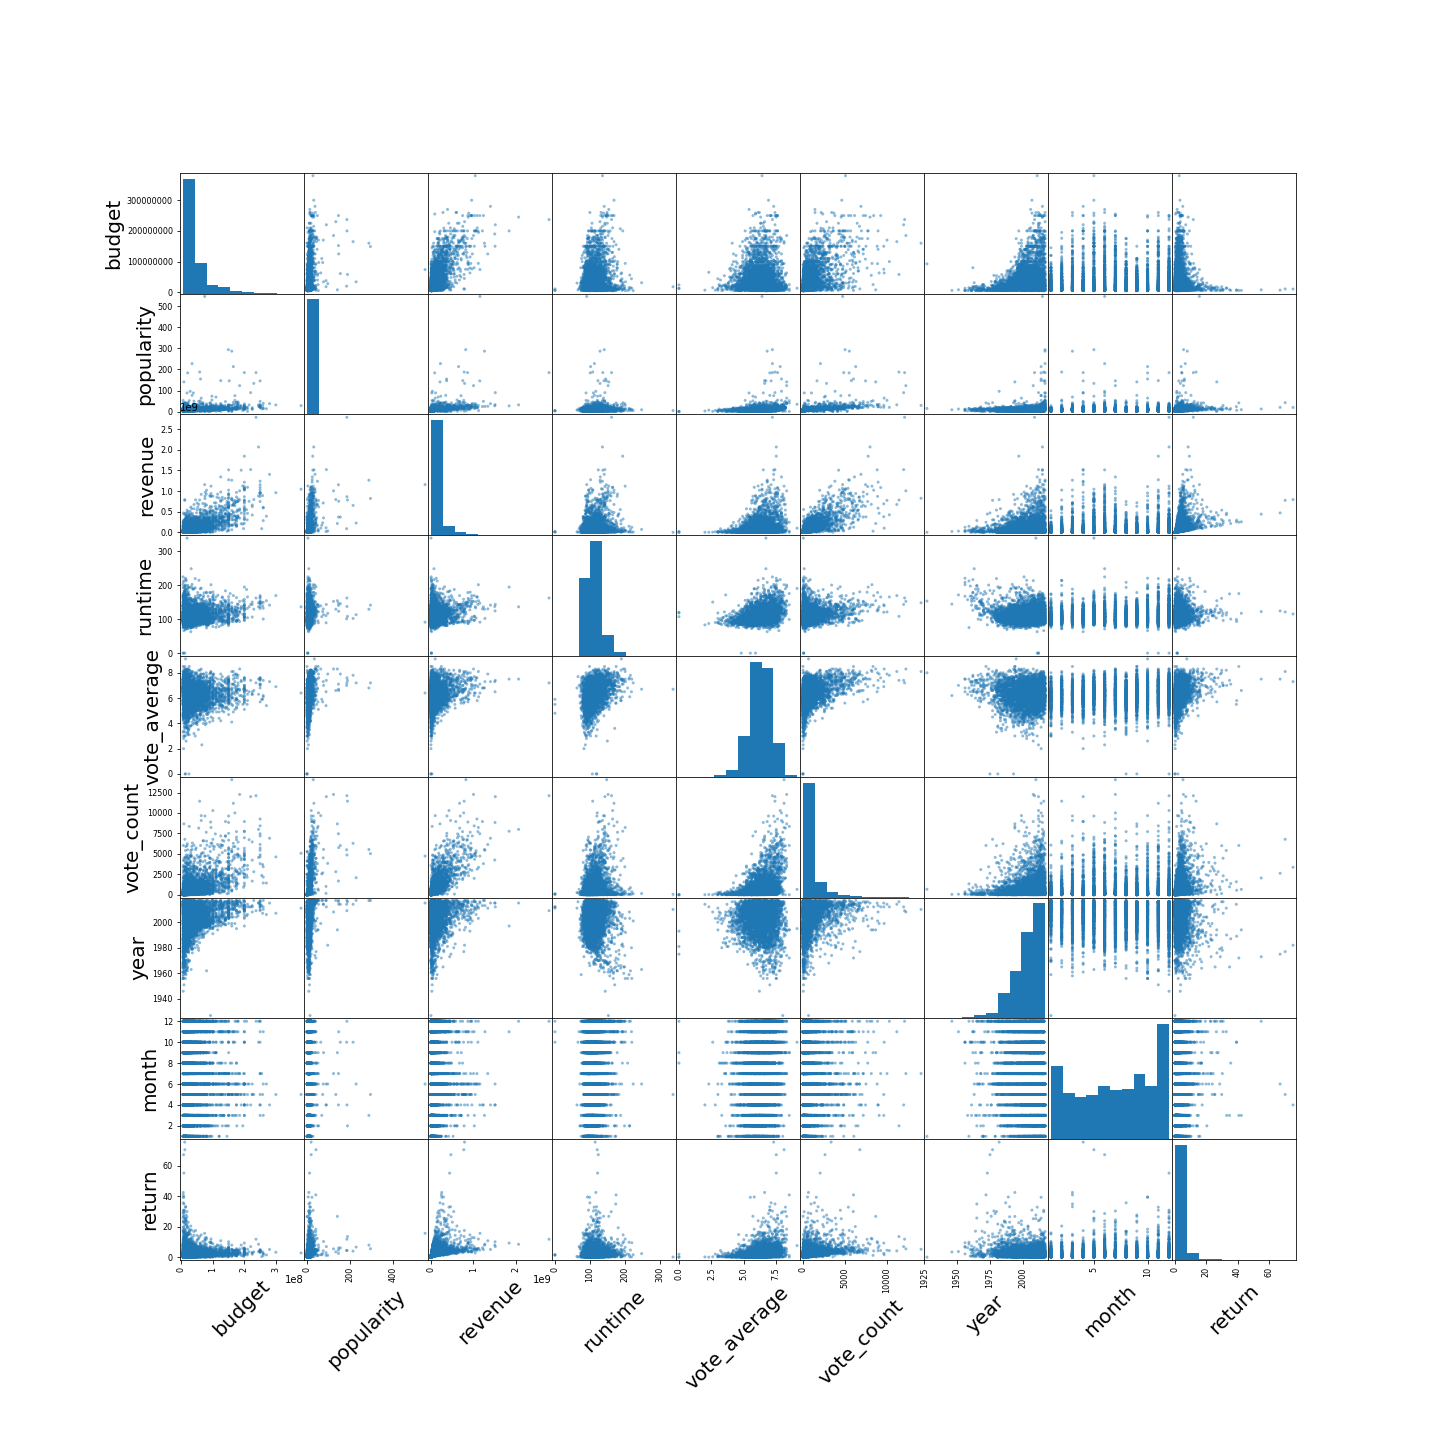 budget
300000000
200000000
100000000
0
popularity
500
400
300
200
100
0
1e9
revenue
2.5
2.0
1.5
1.0
0.5
0.0
runtime
300
200
100
0
vote_average
8
6
4
2
0
vote_count
12500
10000
7500
5000
2500
0
year
2000
1980
1960
1940
month
12
10
8
6
4
2
return
60
40
20
0
0 1 2 3 1e8
0 200 400
0 1 2 1e9
0 100 200 300
0.0 2.5 5.0 7.5
0 5000 10000
1925 1950 1975 2000
5 10
0 20 40 60
budget popularity revenue runtime vote_average vote_count year month return